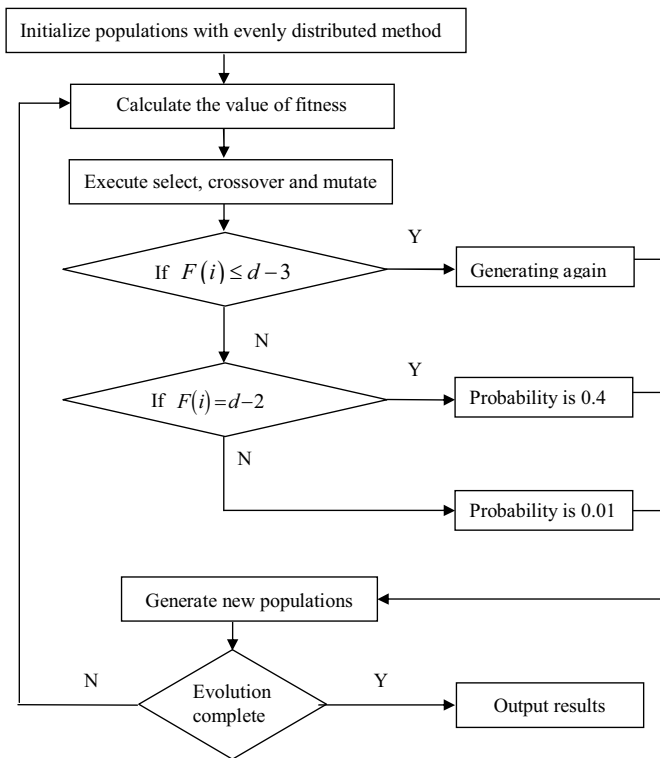 Initialize populations with evenly distributed method
Calculate the value of fitness
Execute select, crossover and mutate
If F(i) ≤ d − 3
Y
Generating again
N
If F(i) = d − 2
Y
Probability is 0.4
N
Probability is 0.01
Generate new populations
N
Evolution
complete
Y
Output results